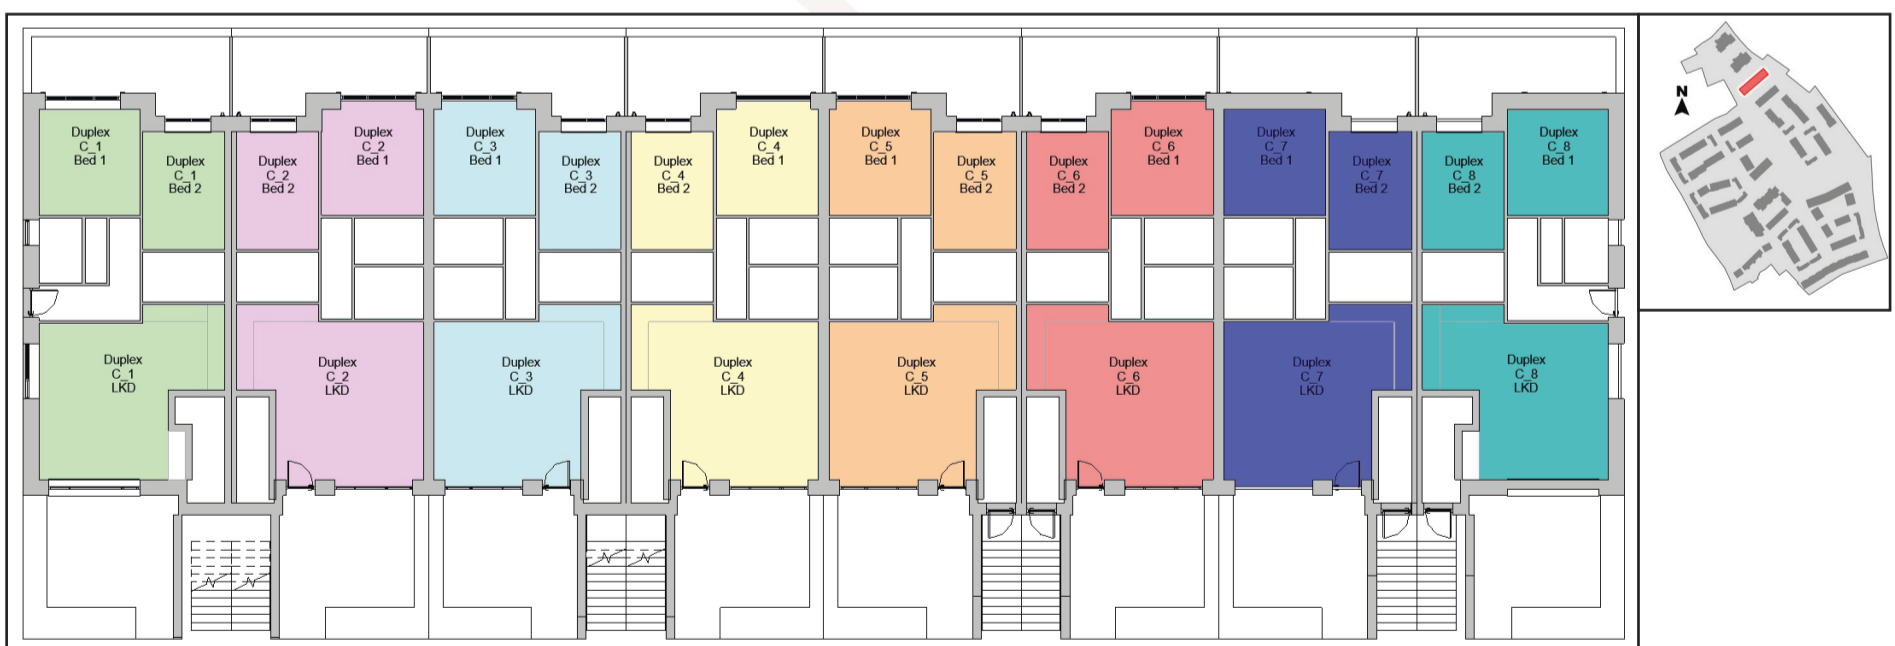 Duplex
C_1
Bed 1
Duplex
C_1
Bed 2
Duplex
C_2
Bed 2
Duplex
C_2
Bed 1
Duplex
C_3
Bed 1
Duplex
C_3
Bed 2
Duplex
C_4
Bed 2
Duplex
C_4
Bed 1
Duplex
C_5
Bed 1
Duplex
C_5
Bed 2
Duplex
C_6
Bed 2
Duplex
C_6
Bed 1
Duplex
C_7
Bed 1
Duplex
C_7
Bed 2
Duplex
C_8
Bed 2
Duplex
C_8
Bed 1
N
Duplex
C_1
LKD
Duplex
C_2
LKD
Duplex
C_3
LKD
Duplex
C_4
LKD
Duplex
C_5
LKD
Duplex
C_6
LKD
Duplex
C_7
LKD
Duplex
C_8
LKD